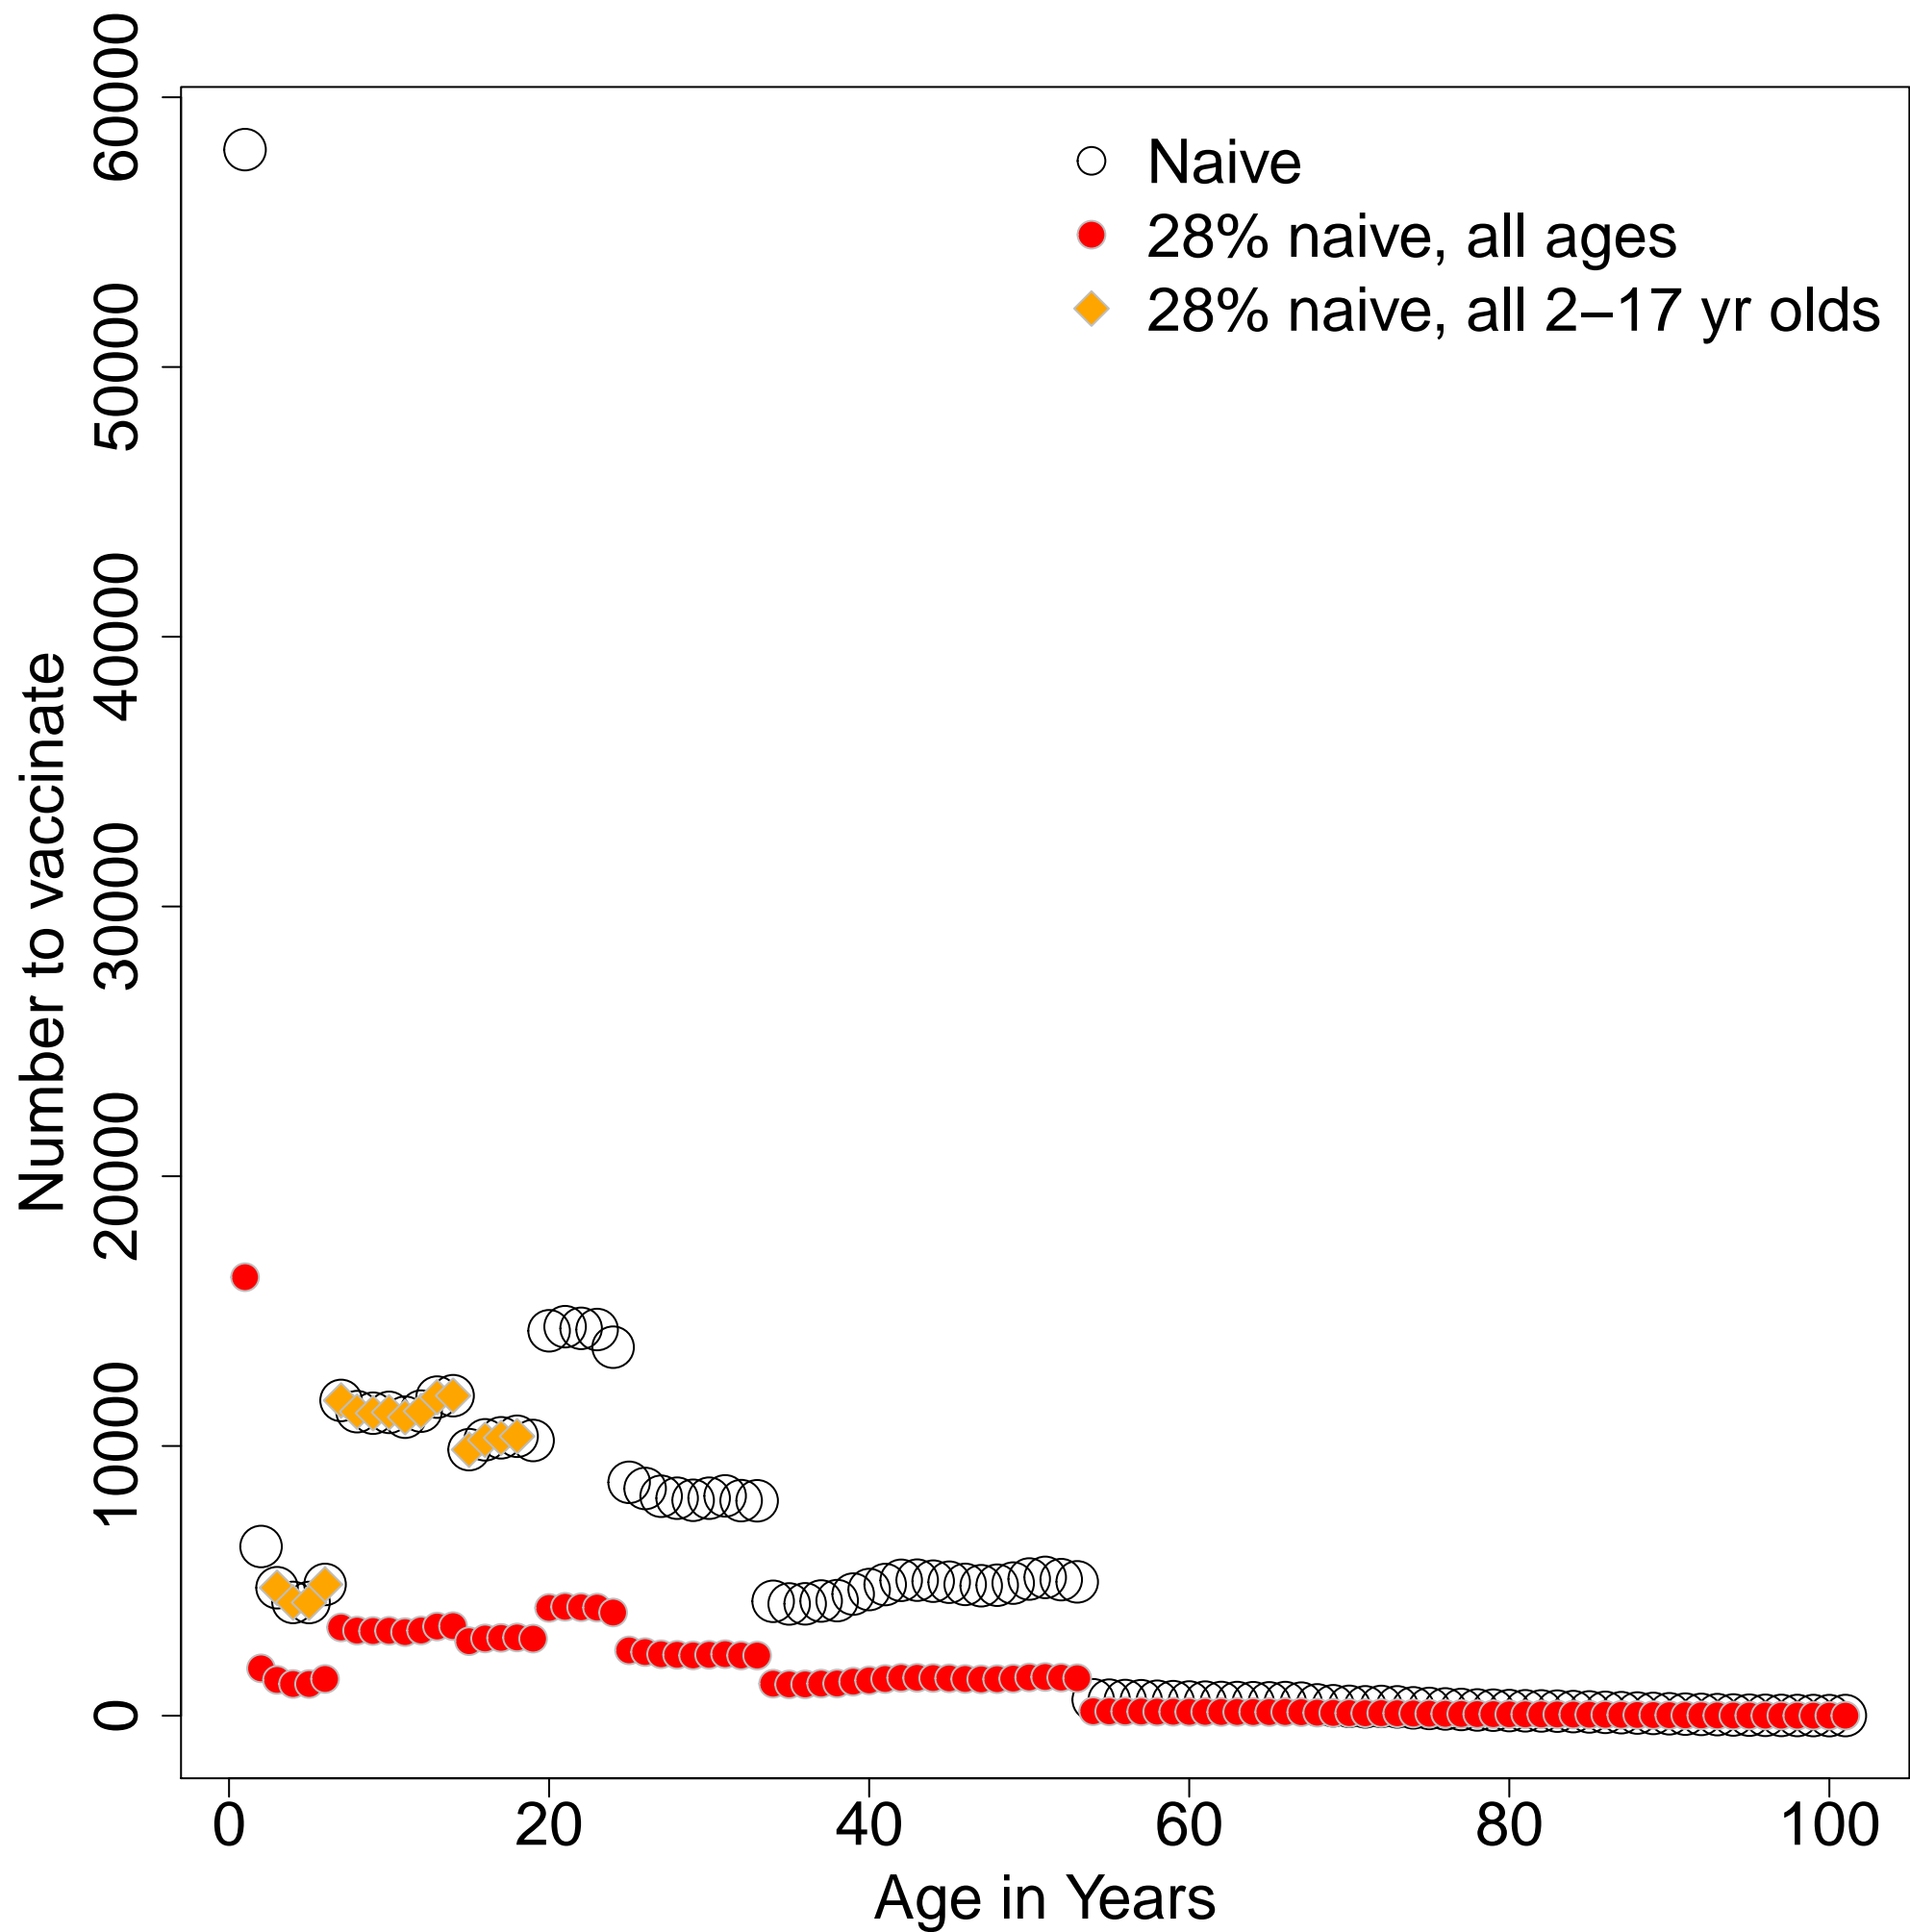 Naive
28% naive, all ages
28% naive, all 2–17 yr olds
Number to vaccinate
60000
50000
40000
30000
20000
10000
0
0 20 40 60 80 100
Age in Years